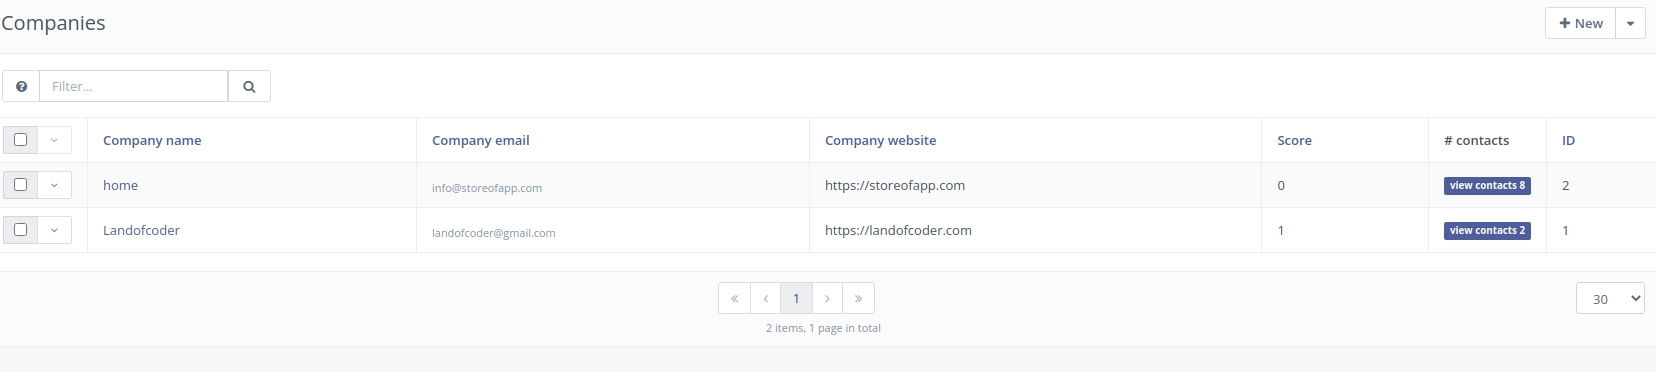 Companies
New
Filter...
Company name Company email Company website Score # contacts ID
home info@storeofapp.com https://storeofapp.com 0 view contacts 8 2
Landofcoder landofcoder@gmail.com https://landofcoder.com 1 view contacts 2 1
« ‹ 1 › »
30
2 items, 1 page in total